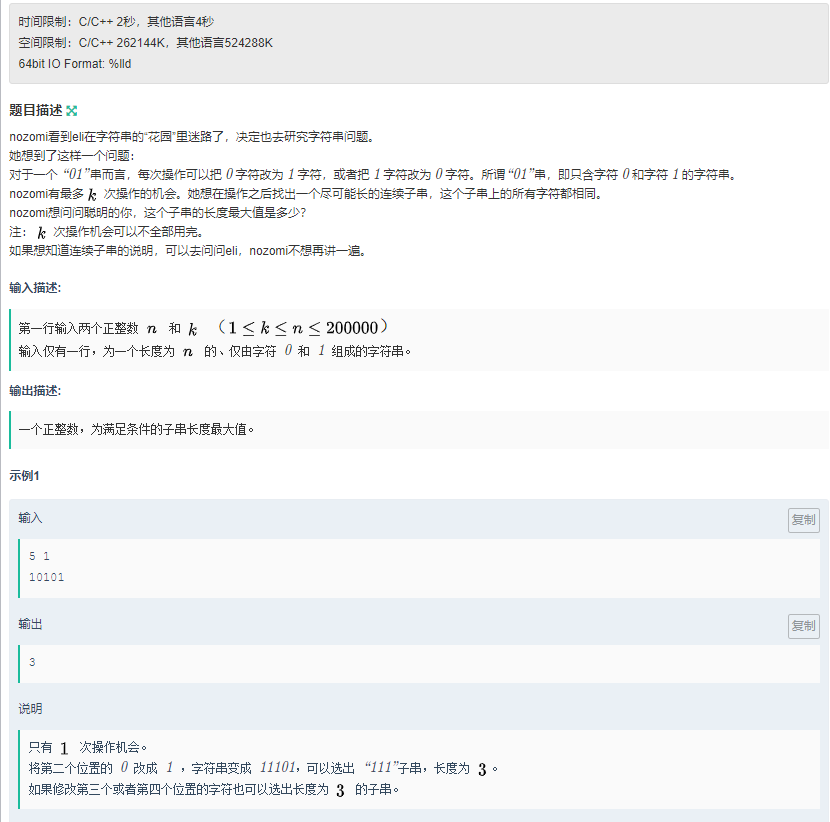 时间限制：C/C++ 2秒，其他语言4秒
空间限制：C/C++ 262144K，其他语言524288K
64bit IO Format: %lld
题目描述
nozomi看到eli在字符串的“花园”里迷路了，决定也去研究字符串问题。
她想到了这样一个问题：
对于一个 “01”串而言，每次操作可以把 0字符改为 1 字符，或者把 1 字符改为 0 字符。所谓“01”串，即只含字符 0 和字符 1 的字符串。
nozomi有最多 k 次操作的机会。她想在操作之后找出一个尽可能长的连续子串，这个子串上的所有字符都相同。
nozomi想问问聪明的你，这个子串的长度最大值是多少？
注： k 次操作机会可以不全部用完。
如果想知道连续子串的说明，可以去问问eli，nozomi不想再讲一遍。
输入描述:
第一行输入两个正整数 n 和 k （1 ≤ k ≤ n ≤ 200000）
输入仅有一行，为一个长度为 n 的、仅由字符 0 和 1 组成的字符串。
输出描述:
一个正整数，为满足条件的子串长度最大值。
示例1
输入
复制
5 1
10101
输出
复制
3
说明
只有 1 次操作机会。
将第二个位置的 0 改成 1 ，字符串变成 11101，可以选出 “111”子串，长度为 3 。
如果修改第三个或者第四个位置的字符也可以选出长度为 3 的子串。